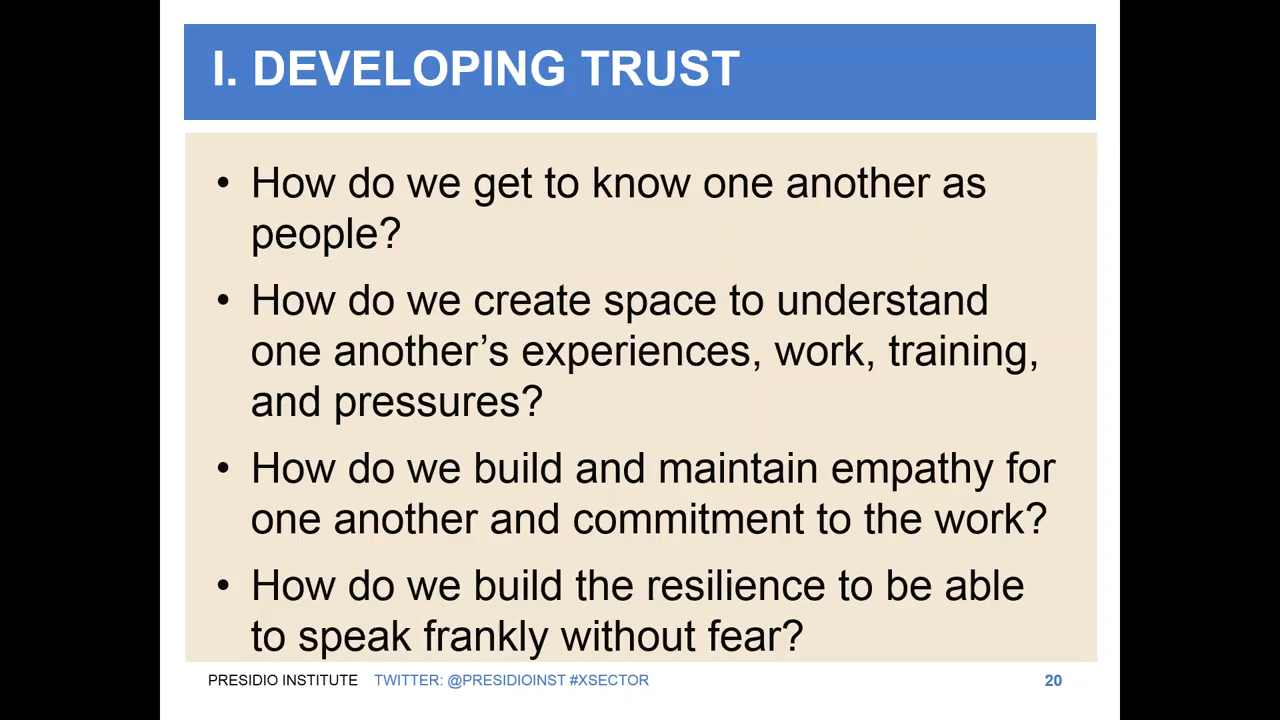 I. DEVELOPING TRUST
• How do we get to know one another as
people?
• How do we create space to understand
one another’s experiences, work, training,
and pressures?
• How do we build and maintain empathy for
one another and commitment to the work?
• How do we build the resilience to be able
to speak frankly without fear?
PRESIDIO INSTITUTE TWITTER: @PRESIDIOINST #XSECTOR 20